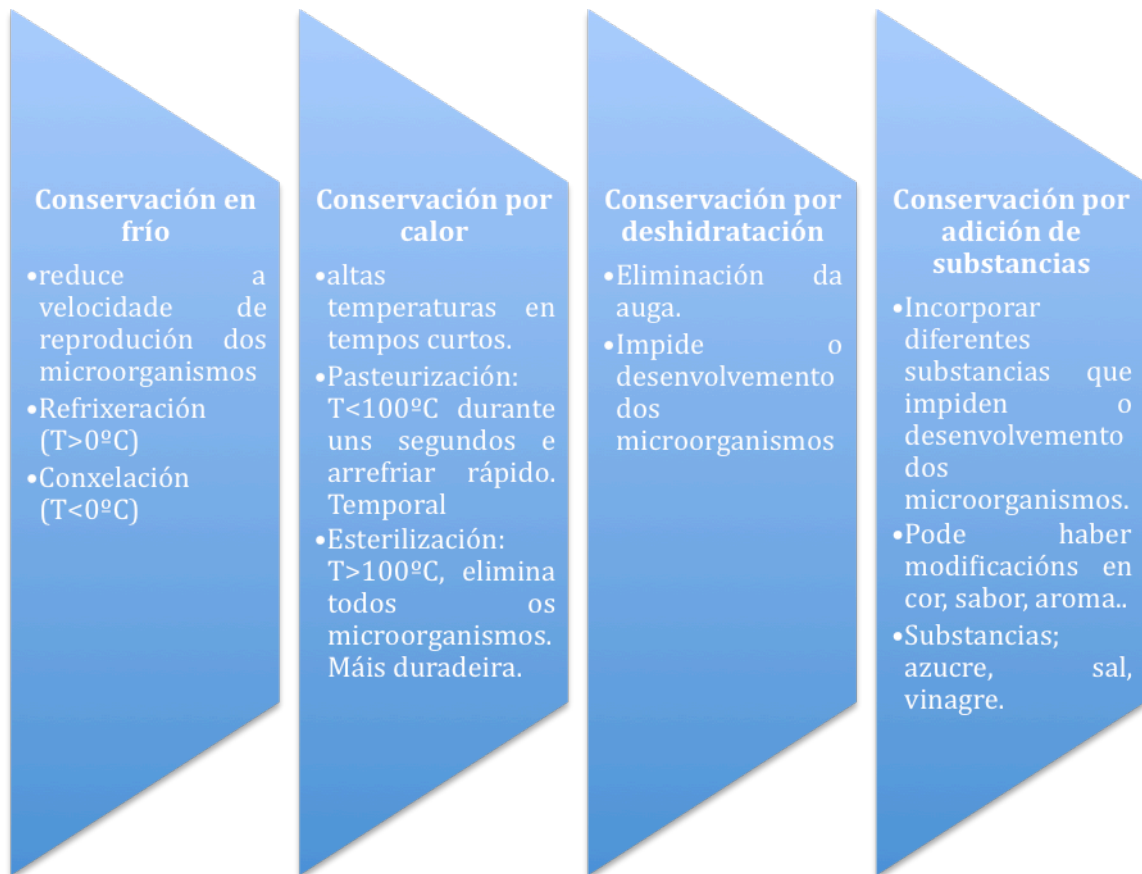 Conservación en
frío
•reduce a
velocidade de
reprodución dos
microorganismos
•Refrixeración
(T>0ºC)
•Conxelación
(T<0ºC)
Conservación por
calor
•altas
temperaturas en
tempos curtos.
•Pasteurización:
T<100ºC durante
uns segundos e
arrefriar rápido.
Temporal
•Esterilización:
T>100ºC, elimina
todos os
microorganismos.
Máis duradeira.
Conservación por
deshidratación
•Eliminación da
auga.
•Impide o
desenvolvemento
dos
microorganismos
Conservación por
adición de
substancias
•Incorporar
diferentes
substancias que
impiden o
desenvolvemento
dos
microorganismos.
•Pode haber
modificacións en
cor, sabor, aroma..
•Substancias;
azucre, sal,
vinagre.